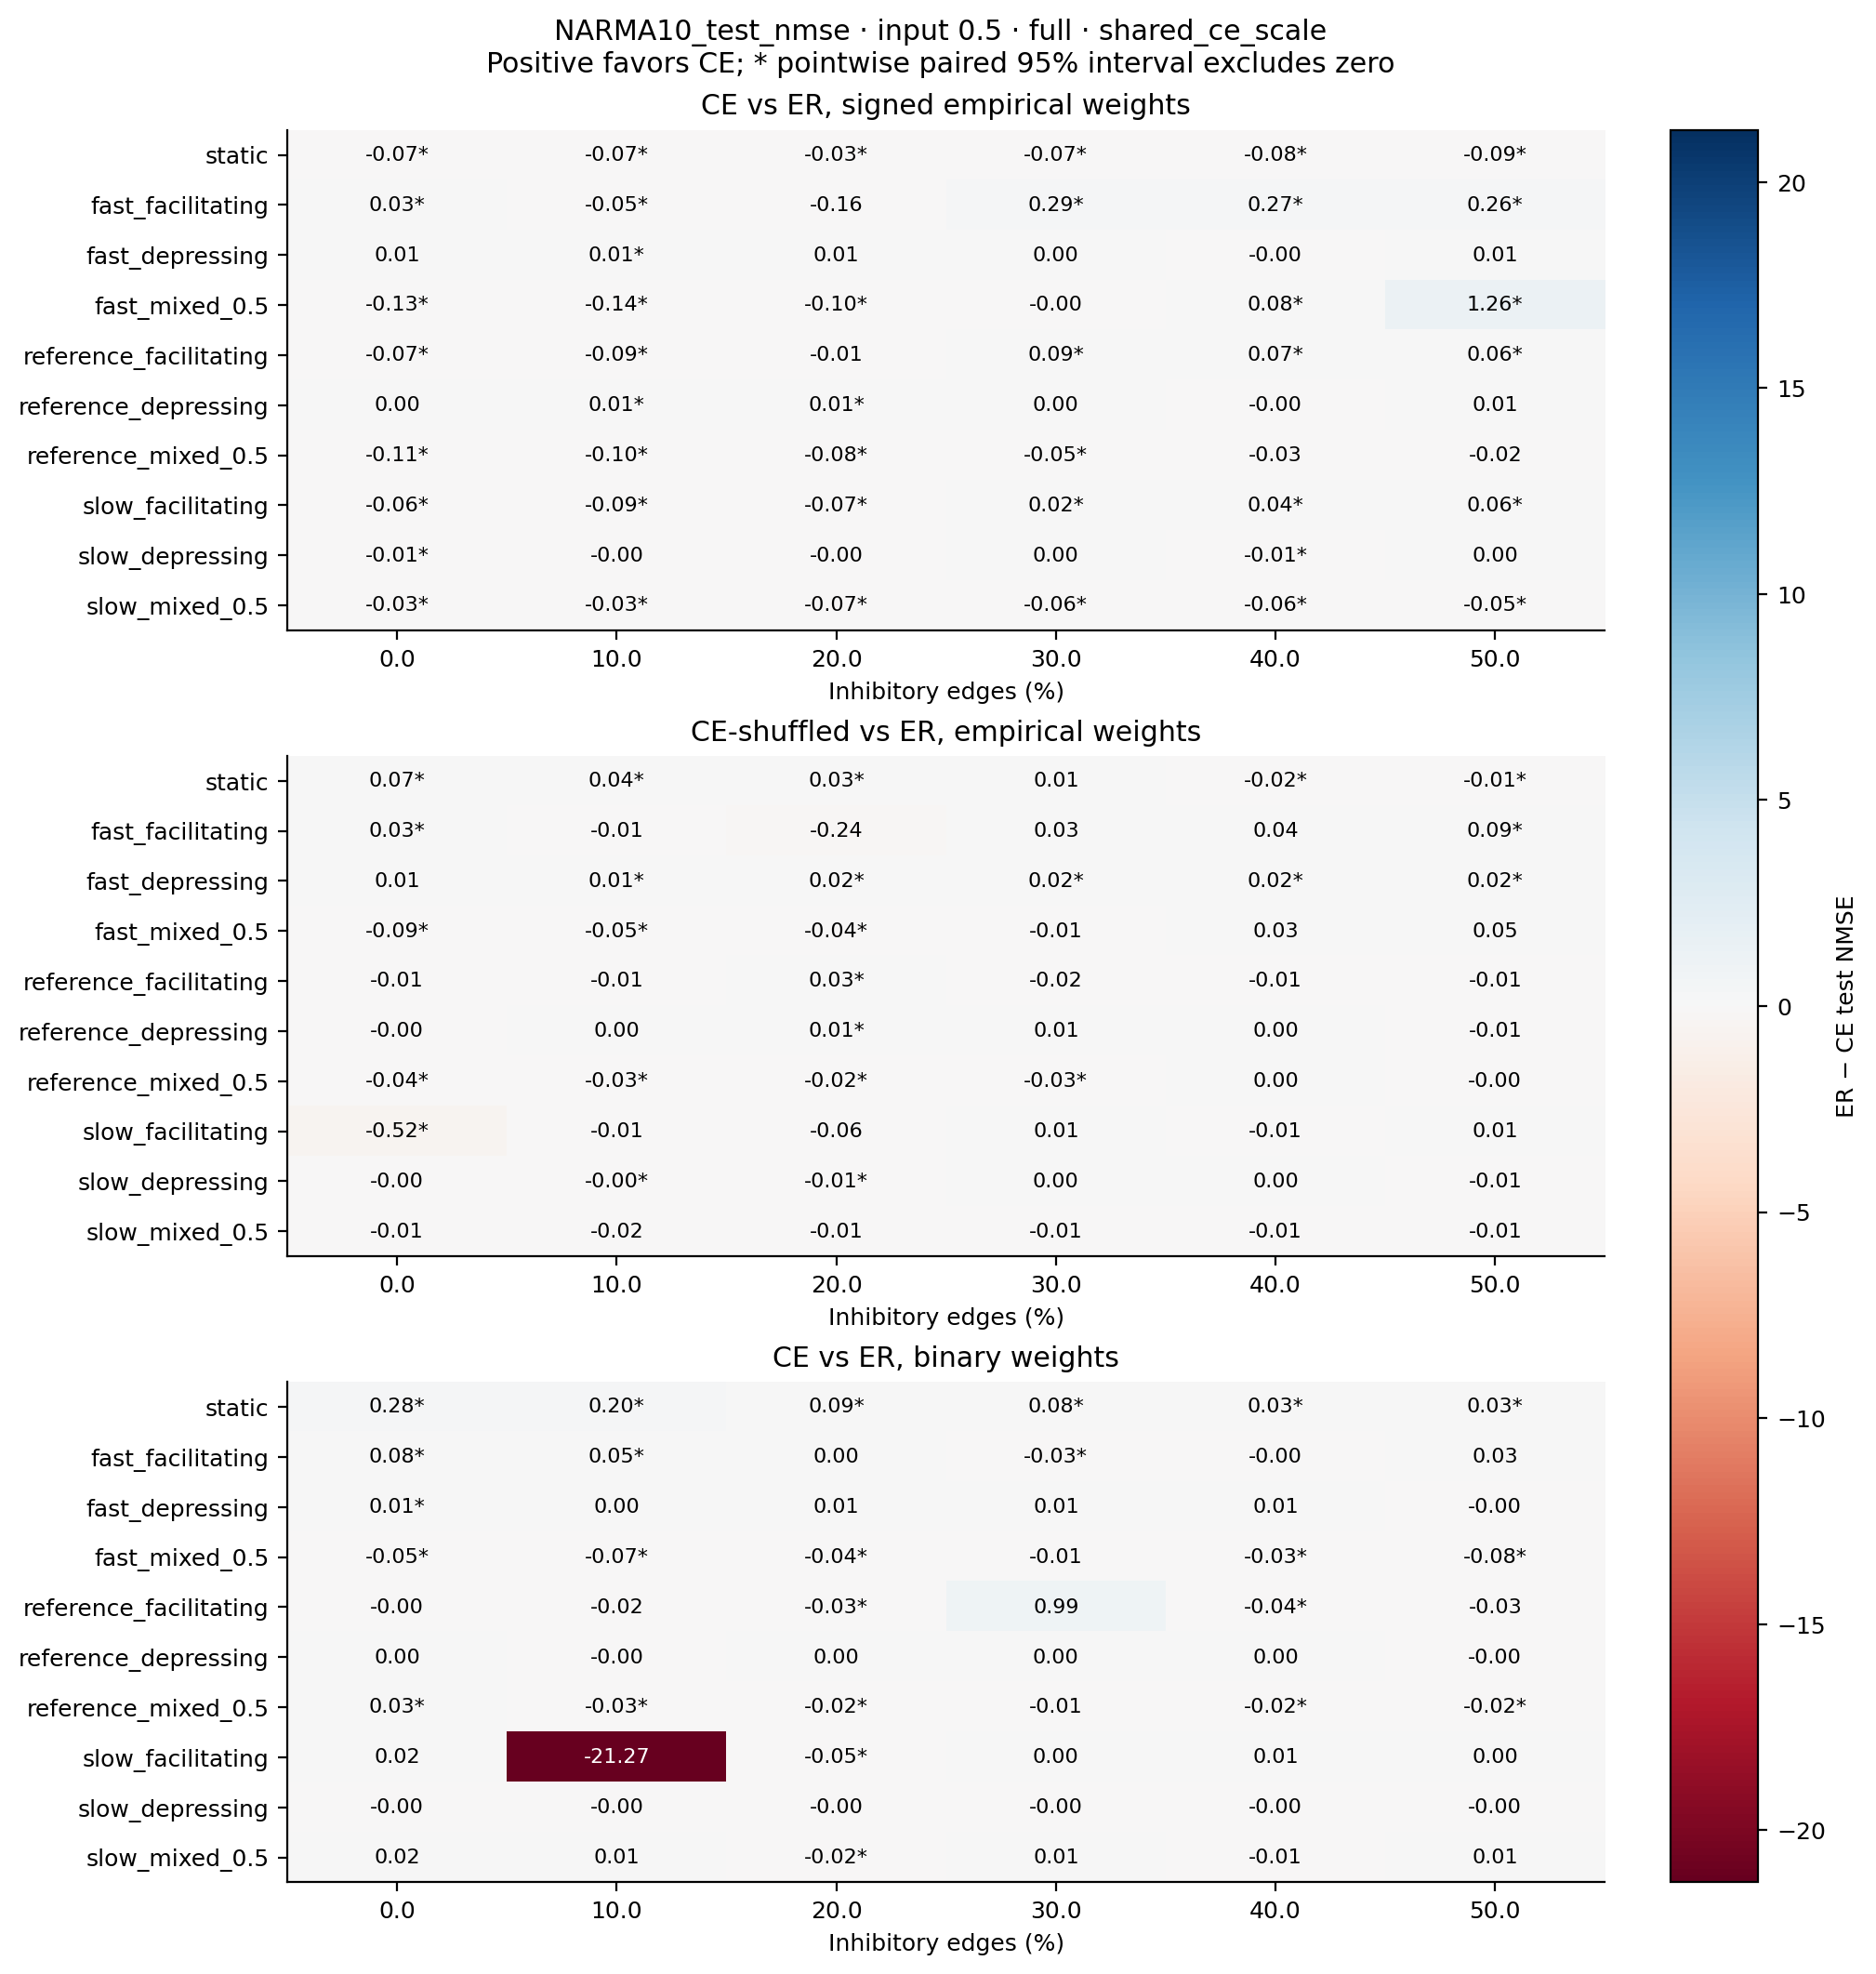 NARMA10_test_nmse · input 0.5 · full · shared_ce_scale
Positive favors CE; * pointwise paired 95% interval excludes zero
CE vs ER, signed empirical weights
static -0.07* -0.07* -0.03* -0.07* -0.08* -0.09*
fast_facilitating 0.03* -0.05* -0.16 0.29* 0.27* 0.26*
fast_depressing 0.01 0.01* 0.01 0.00 -0.00 0.01
fast_mixed_0.5 -0.13* -0.14* -0.10* -0.00 0.08* 1.26*
reference_facilitating -0.07* -0.09* -0.01 0.09* 0.07* 0.06*
reference_depressing 0.00 0.01* 0.01* 0.00 -0.00 0.01
reference_mixed_0.5 -0.11* -0.10* -0.08* -0.05* -0.03 -0.02
slow_facilitating -0.06* -0.09* -0.07* 0.02* 0.04* 0.06*
slow_depressing -0.01* -0.00 -0.00 0.00 -0.01* 0.00
slow_mixed_0.5 -0.03* -0.03* -0.07* -0.06* -0.06* -0.05*
0.0 10.0 20.0 30.0 40.0 50.0
Inhibitory edges (%)
CE-shuffled vs ER, empirical weights
static 0.07* 0.04* 0.03* 0.01 -0.02* -0.01*
fast_facilitating 0.03* -0.01 -0.24 0.03 0.04 0.09*
fast_depressing 0.01 0.01* 0.02* 0.02* 0.02* 0.02*
fast_mixed_0.5 -0.09* -0.05* -0.04* -0.01 0.03 0.05
reference_facilitating -0.01 -0.01 0.03* -0.02 -0.01 -0.01
reference_depressing -0.00 0.00 0.01* 0.01 0.00 -0.01
reference_mixed_0.5 -0.04* -0.03* -0.02* -0.03* 0.00 -0.00
slow_facilitating -0.52* -0.01 -0.06 0.01 -0.01 0.01
slow_depressing -0.00 -0.00* -0.01* 0.00 0.00 -0.01
slow_mixed_0.5 -0.01 -0.02 -0.01 -0.01 -0.01 -0.01
0.0 10.0 20.0 30.0 40.0 50.0
Inhibitory edges (%)
CE vs ER, binary weights
static 0.28* 0.20* 0.09* 0.08* 0.03* 0.03*
fast_facilitating 0.08* 0.05* 0.00 -0.03* -0.00 0.03
fast_depressing 0.01* 0.00 0.01 0.01 0.01 -0.00
fast_mixed_0.5 -0.05* -0.07* -0.04* -0.01 -0.03* -0.08*
reference_facilitating -0.00 -0.02 -0.03* 0.99 -0.04* -0.03
reference_depressing 0.00 -0.00 0.00 0.00 0.00 -0.00
reference_mixed_0.5 0.03* -0.03* -0.02* -0.01 -0.02* -0.02*
slow_facilitating 0.02 -21.27 -0.05* 0.00 0.01 0.00
slow_depressing -0.00 -0.00 -0.00 -0.00 -0.00 -0.00
slow_mixed_0.5 0.02 0.01 -0.02* 0.01 -0.01 0.01
0.0 10.0 20.0 30.0 40.0 50.0
Inhibitory edges (%)
20
15
10
5
0
−5
−10
−15
−20
ER − CE test NMSE